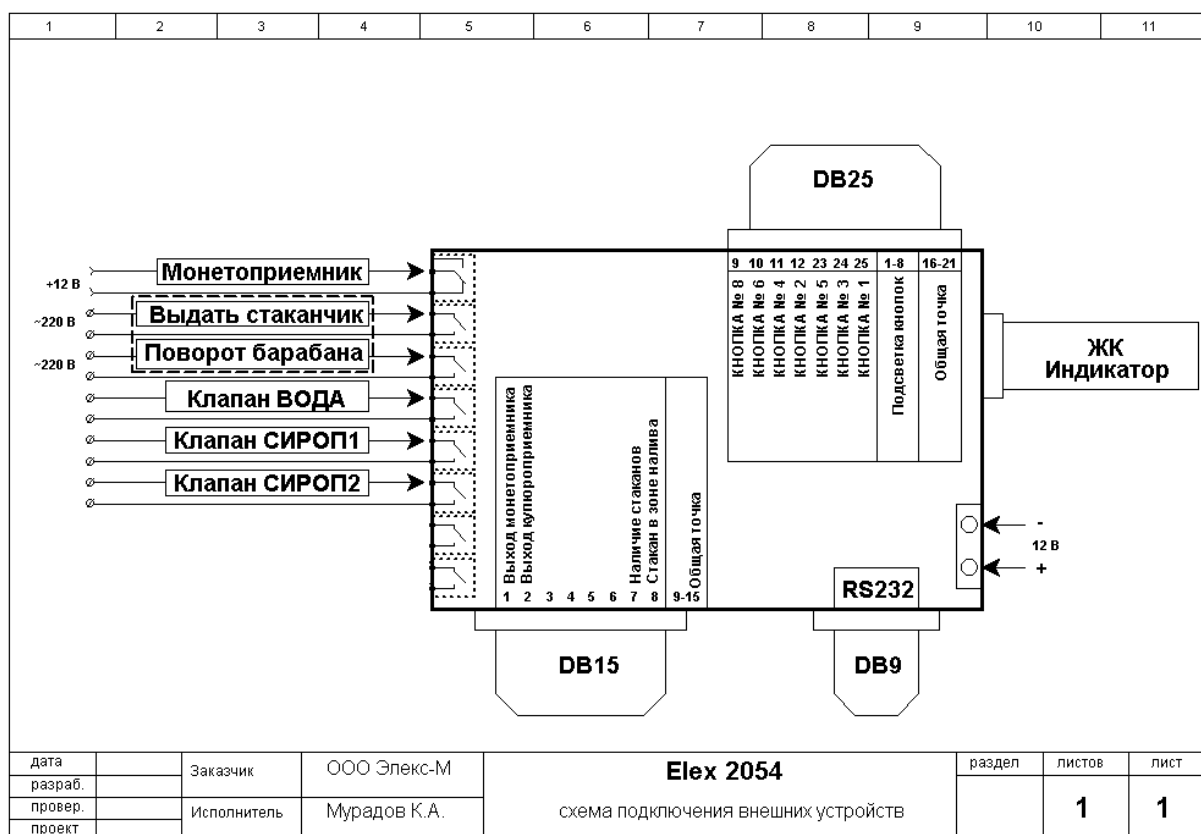 1 2 3 4 5 6 7 8 9 10 11
DB25
9 10 11 12 23 24 25 1-8 16-21
КНОПКА № 8
КНОПКА № 6
КНОПКА № 4
КНОПКА № 2
КНОПКА № 5
КНОПКА № 3
КНОПКА № 1
Подсветка кнопок
Общая точка
Монетоприемник
+12 В
Выдать стаканчик
~220 В
Поворот барабана
~220 В
Клапан ВОДА
Клапан СИРОП1
Клапан СИРОП2
ЖК
Индикатор
Выход монетоприемника
Выход купюроприемника
Наличие стаканов
Стакан в зоне налива
Общая точка
1 2 3 4 5 6 7 8 9-15
-
12 В
+
RS232
DB15
DB9
дата
разраб.
провер.
проект
Заказчик
ООО Элекс-М
Исполнитель
Мурадов К.А.
Elex 2054
схема подключения внешних устройств
раздел
листов
лист
1
1